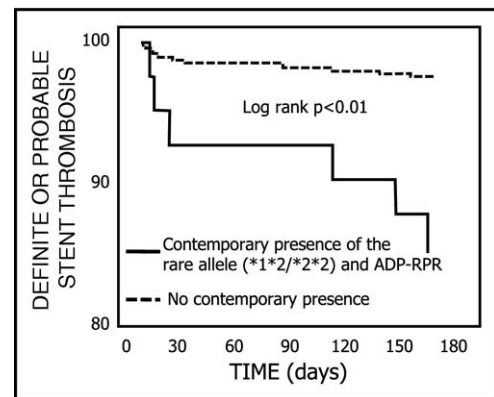 DEFINITE OR PROBABLE
STENT THROMBOSIS
100
90
80
Log rank p<0.01
Contemporary presence of the
rare allele (*1*2/*2*2) and ADP-RPR
No contemporary presence
0 30 60 90 120 150 180
TIME (days)